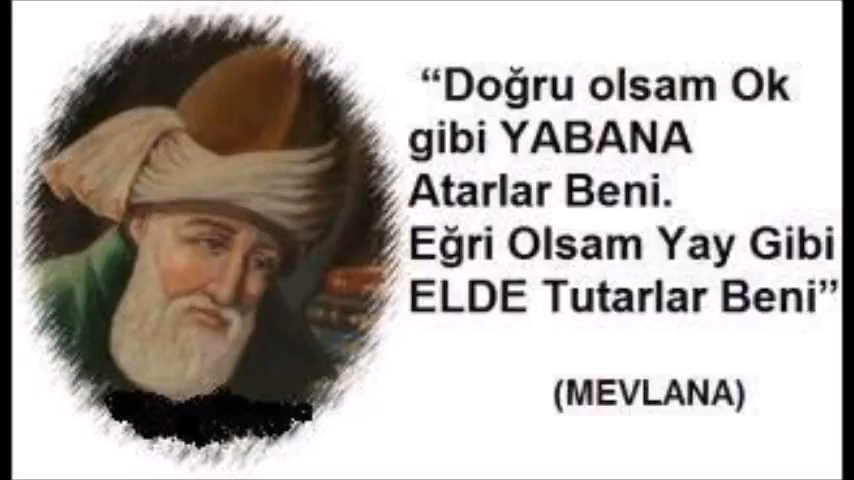 “Doğru olsam Ok
gibi YABANA
Atarlar Beni.
Eğri Olsam Yay Gibi
ELDE Tutarlar Beni”
(MEVLANA)